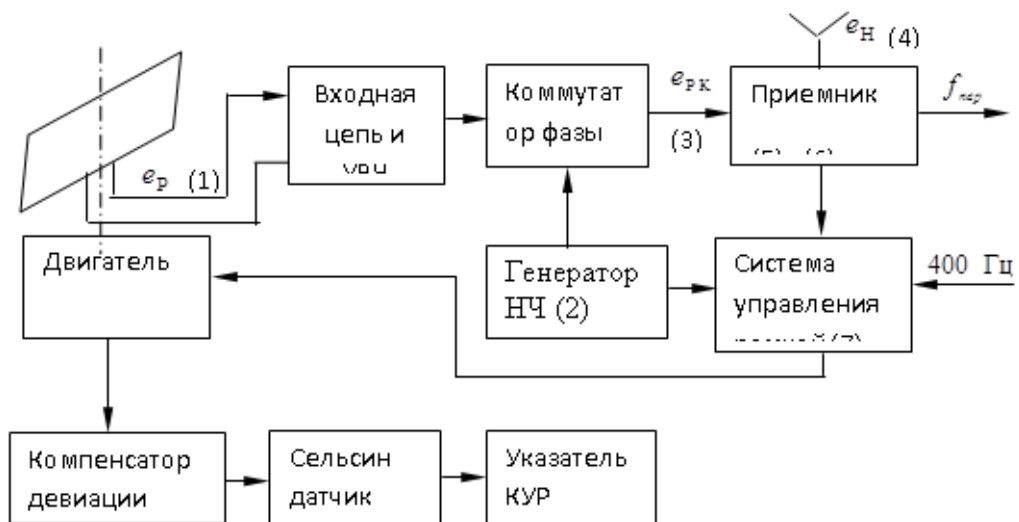 e_Н (4)
Входная
цепь и
Коммутат
ор фазы
e_РК
(3)
Приемник
f_пер
e_Р (1)
Двигатель
Генератор
НЧ (2)
Система
управления
400 Гц
Компенсатор
девиации
Сельсин
датчик
Указатель
КУР